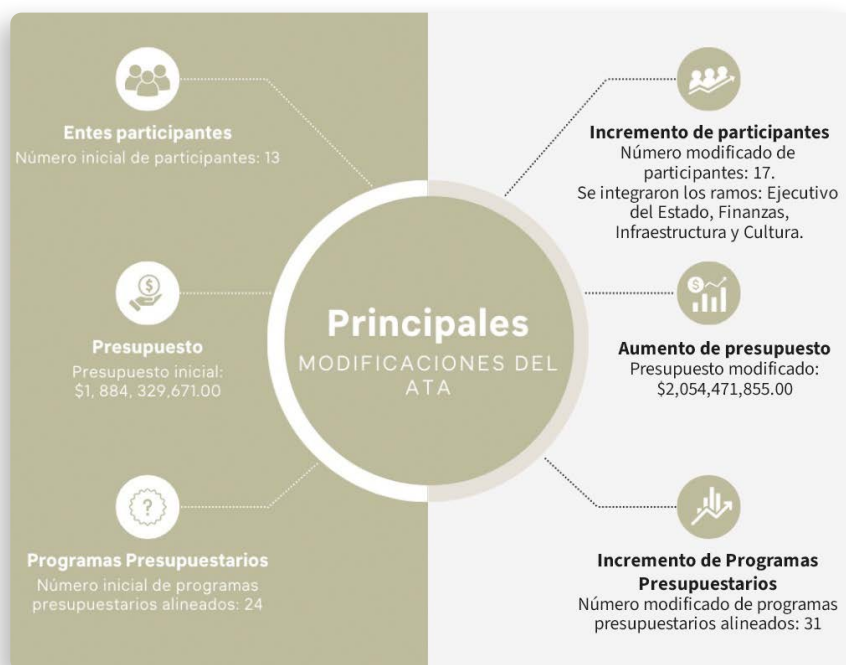 Entes participantes
Número inicial de participantes: 13
Presupuesto
Presupuesto inicial:
$1, 884, 329,671.00
?
Programas Presupuestarios
Número inicial de programas
presupuestarios alineados: 24
Principales
MODIFICACIONES DEL
ATA
Incremento de participantes
Número modificado de
participantes: 17.
Se integraron los ramos: Ejecutivo
del Estado, Finanzas,
Infraestructura y Cultura.
Aumento de presupuesto
Presupuesto modificado:
$2,054,471,855.00
Incremento de Programas
Presupuestarios
Número modificado de programas
presupuestarios alineados: 31